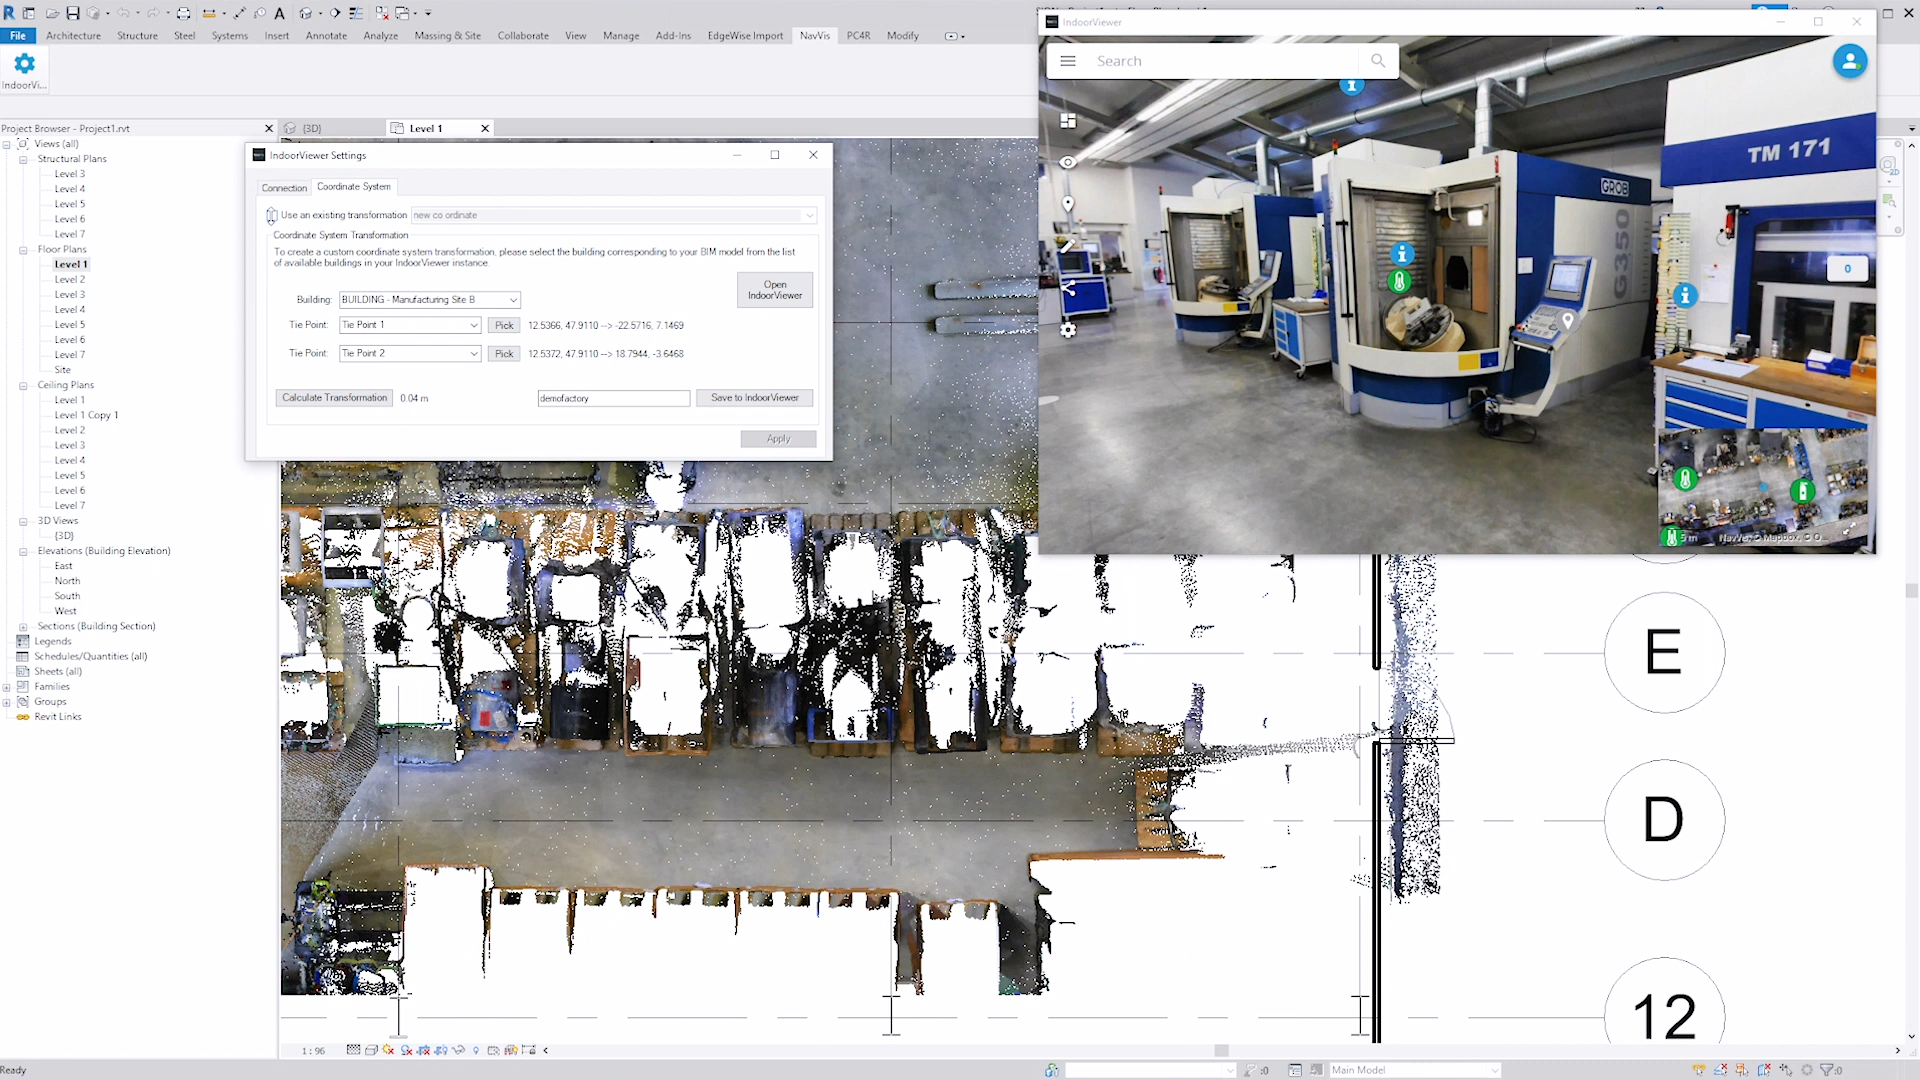 File
Architecture
Structure
Steel
Systems
Insert
Annotate
Analyze
Massing & Site
Collaborate
View
Manage
Add-Ins
EdgeWise Import
NavVis
PC4R
Modify
IndoorVi...
Project Browser - Project1.rvt
Views (all)
Structural Plans
Level 3
Level 4
Level 5
Level 6
Level 7
Floor Plans
Level 1
Level 2
Level 3
Level 4
Level 5
Level 6
Level 7
Site
Ceiling Plans
Level 1
Level 1 Copy 1
Level 2
Level 3
Level 4
Level 5
Level 6
Level 7
3D Views
{3D}
Elevations (Building Elevation)
East
North
South
West
Sections (Building Section)
Legends
Schedules/Quantities (all)
Sheets (all)
Families
Groups
Revit Links
{3D}
Level 1
IndoorViewer Settings
Connection
Coordinate System
Use an existing transformation
new co ordinate
Coordinate System Transformation
To create a custom coordinate system transformation, please select the building corresponding to your BIM model from the list
of available buildings in your IndoorViewer instance.
Open
IndoorViewer
Building:
BUILDING - Manufacturing Site B
Tie Point:
Tie Point 1
Pick
12.5366, 47.9110 --> -22.5716, 7.1469
Tie Point:
Tie Point 2
Pick
12.5372, 47.9110 --> 18.7944, -3.6468
Calculate Transformation
0.04 m
demofactory
Save to IndoorViewer
Apply
IndoorViewer
Search
TM 171
GROB
G350
0
5 m
NavVis, © Mapbox, © O...
E
D
12
1 : 96
Ready
:0
Main Model
:0